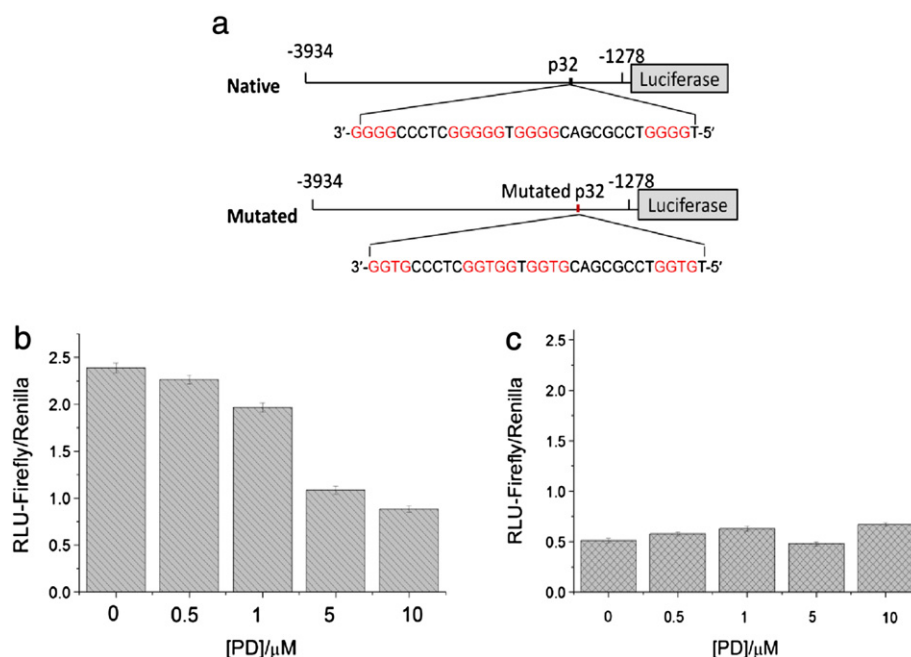 a
-3934 p32 -1278
Native Luciferase
3'-GGGGCCCTCGGGGGTGGGGCAGCGCCTGGGGT-5'
-3934 Mutated p32 -1278
Mutated Luciferase
3'-GGTGCCCTCGGTGGTGGTGCAGCGCCTGGTGT-5'
b
RLU-Firefly/Renilla
2.5
2.0
1.5
1.0
0.5
0.0
0 0.5 1 5 10
[PD]/μM
c
RLU-Firefly/Renilla
2.5
2.0
1.5
1.0
0.5
0.0
0 0.5 1 5 10
[PD]/μM